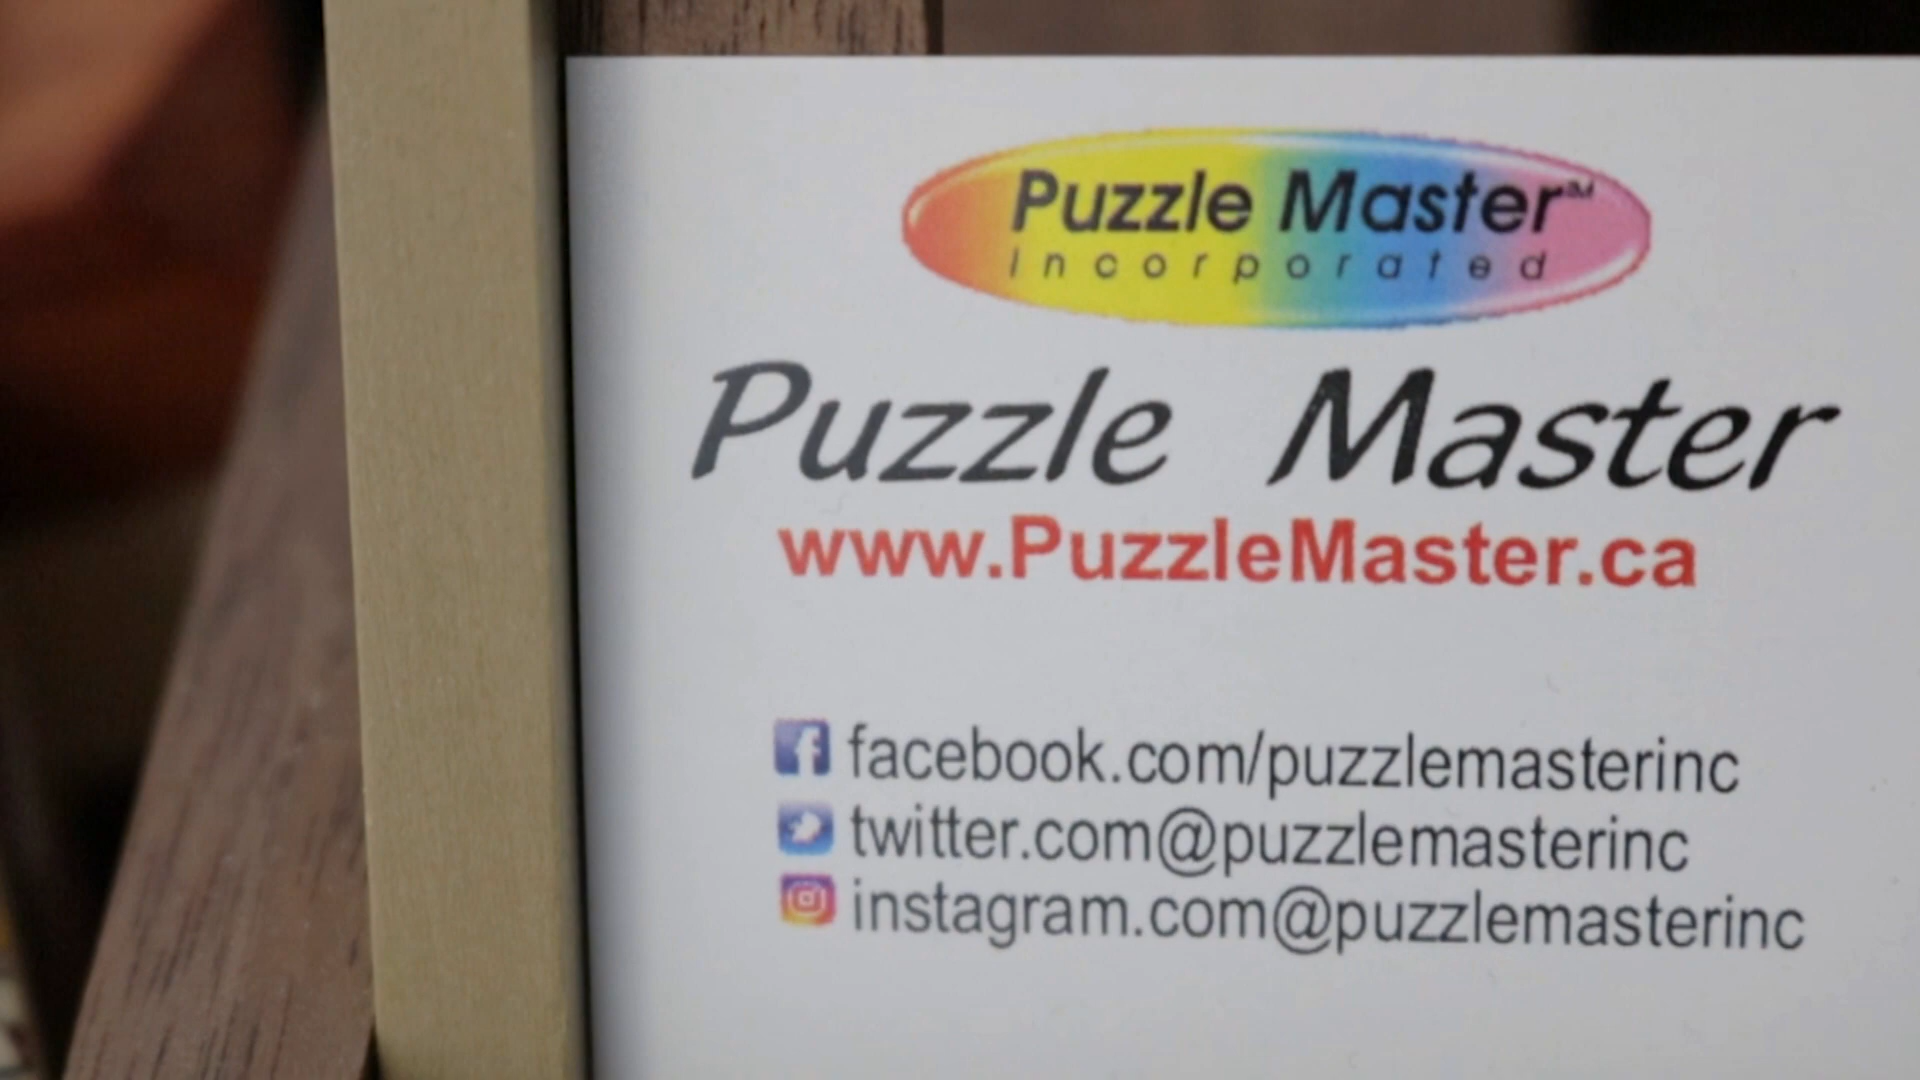 Puzzle Master™
Incorporated
Puzzle Master
www.PuzzleMaster.ca
facebook.com/puzzlemasterinc
twitter.com@puzzlemasterinc
instagram.com@puzzlemasterinc